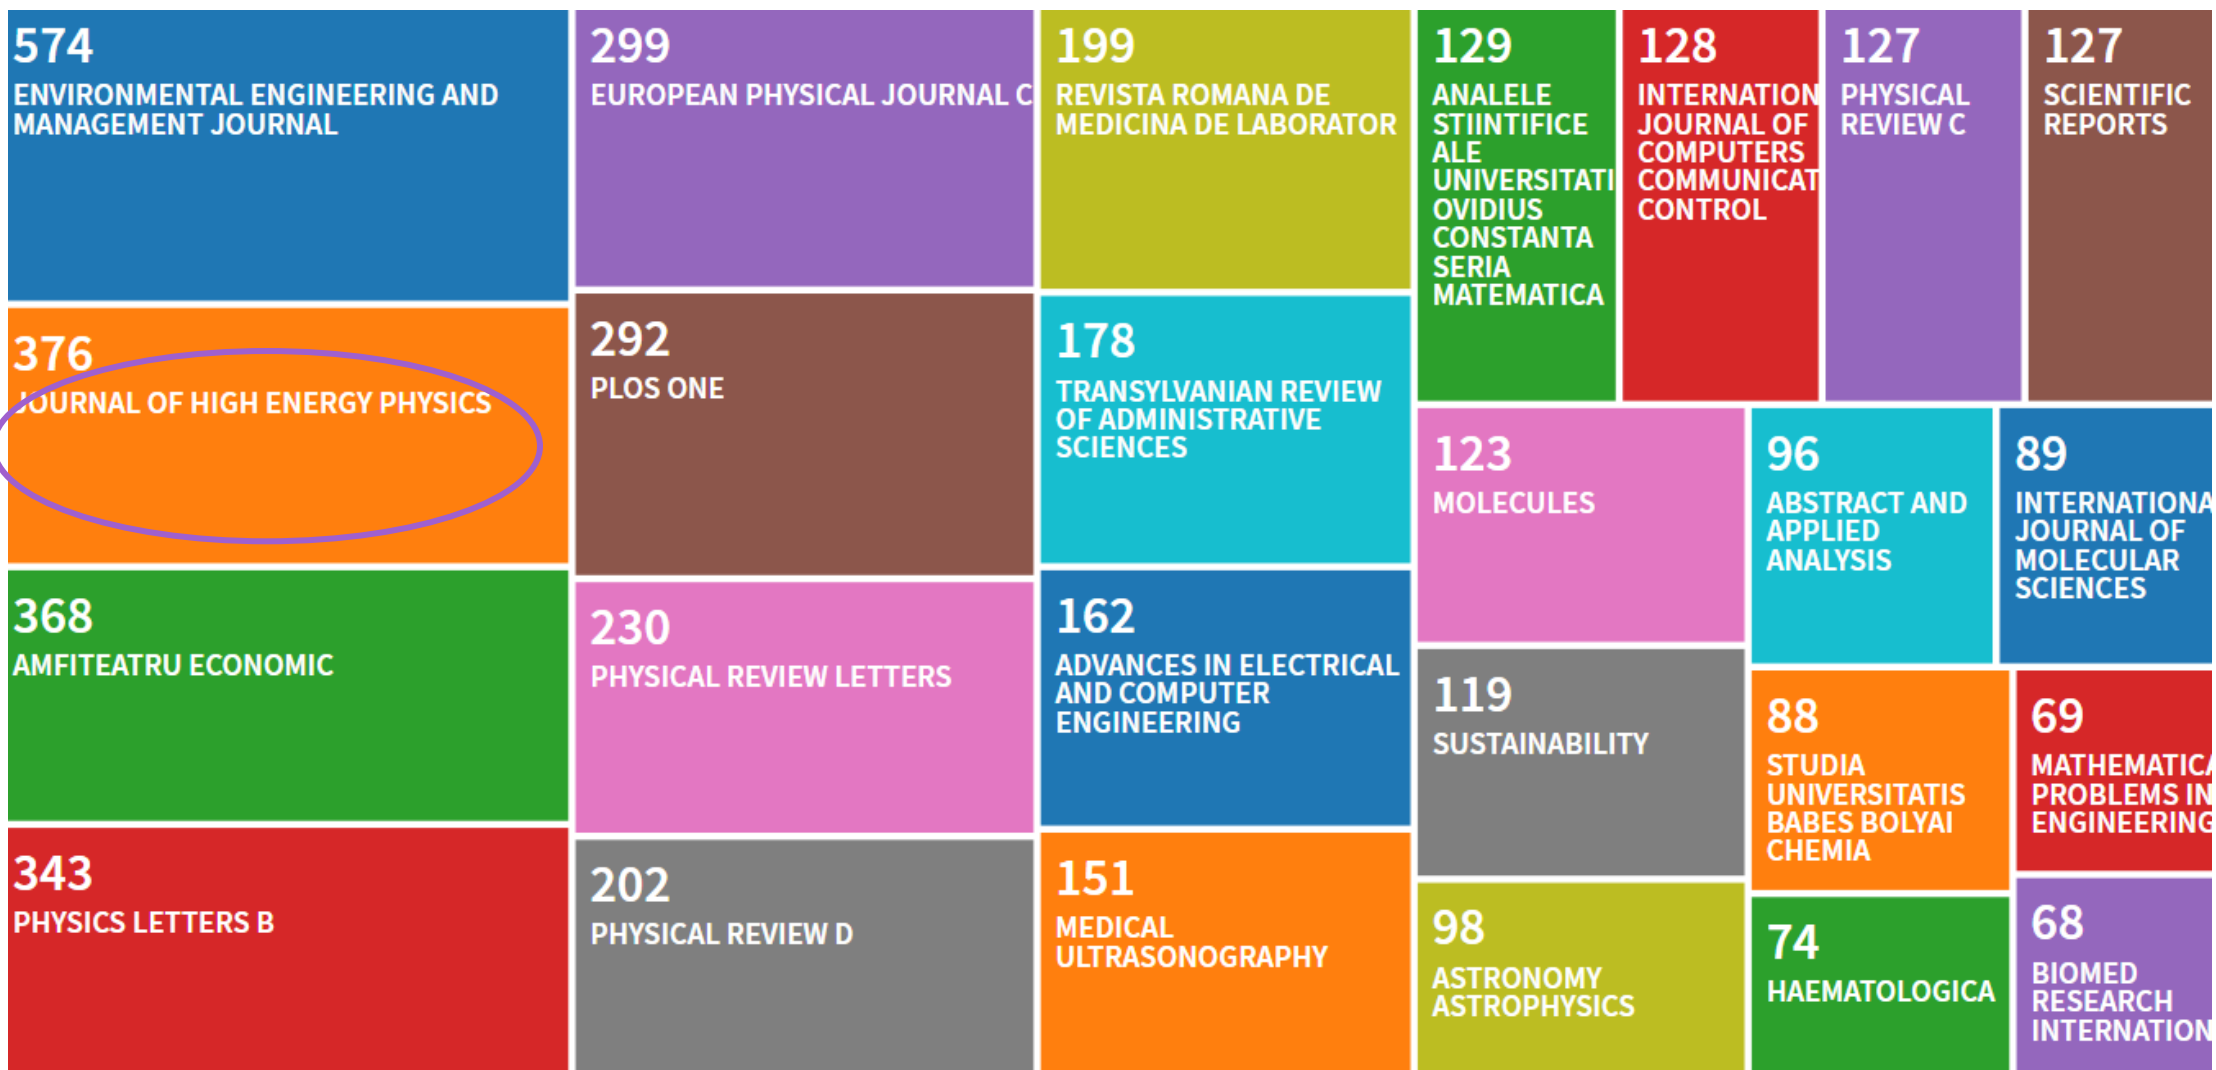 574
ENVIRONMENTAL ENGINEERING AND
MANAGEMENT JOURNAL
376
JOURNAL OF HIGH ENERGY PHYSICS
368
AMFITEATRU ECONOMIC
343
PHYSICS LETTERS B
299
EUROPEAN PHYSICAL JOURNAL C
292
PLOS ONE
230
PHYSICAL REVIEW LETTERS
202
PHYSICAL REVIEW D
199
REVISTA ROMANA DE
MEDICINA DE LABORATOR
178
TRANSYLVANIAN REVIEW
OF ADMINISTRATIVE
SCIENCES
162
ADVANCES IN ELECTRICAL
AND COMPUTER
ENGINEERING
151
MEDICAL
ULTRASONOGRAPHY
129
ANALELE
STIINTIFICE
ALE
UNIVERSITATI
OVIDIUS
CONSTANTA
SERIA
MATEMATICA
128
INTERNATION
JOURNAL OF
COMPUTERS
COMMUNICAT
CONTROL
127
PHYSICAL
REVIEW C
127
SCIENTIFIC
REPORTS
123
MOLECULES
119
SUSTAINABILITY
98
ASTRONOMY
ASTROPHYSICS
96
ABSTRACT AND
APPLIED
ANALYSIS
89
INTERNATIONA
JOURNAL OF
MOLECULAR
SCIENCES
88
STUDIA
UNIVERSITATIS
BABES BOLYAI
CHEMIA
74
HAEMATOLOGICA
69
MATHEMATICA
PROBLEMS IN
ENGINEERING
68
BIOMED
RESEARCH
INTERNATION